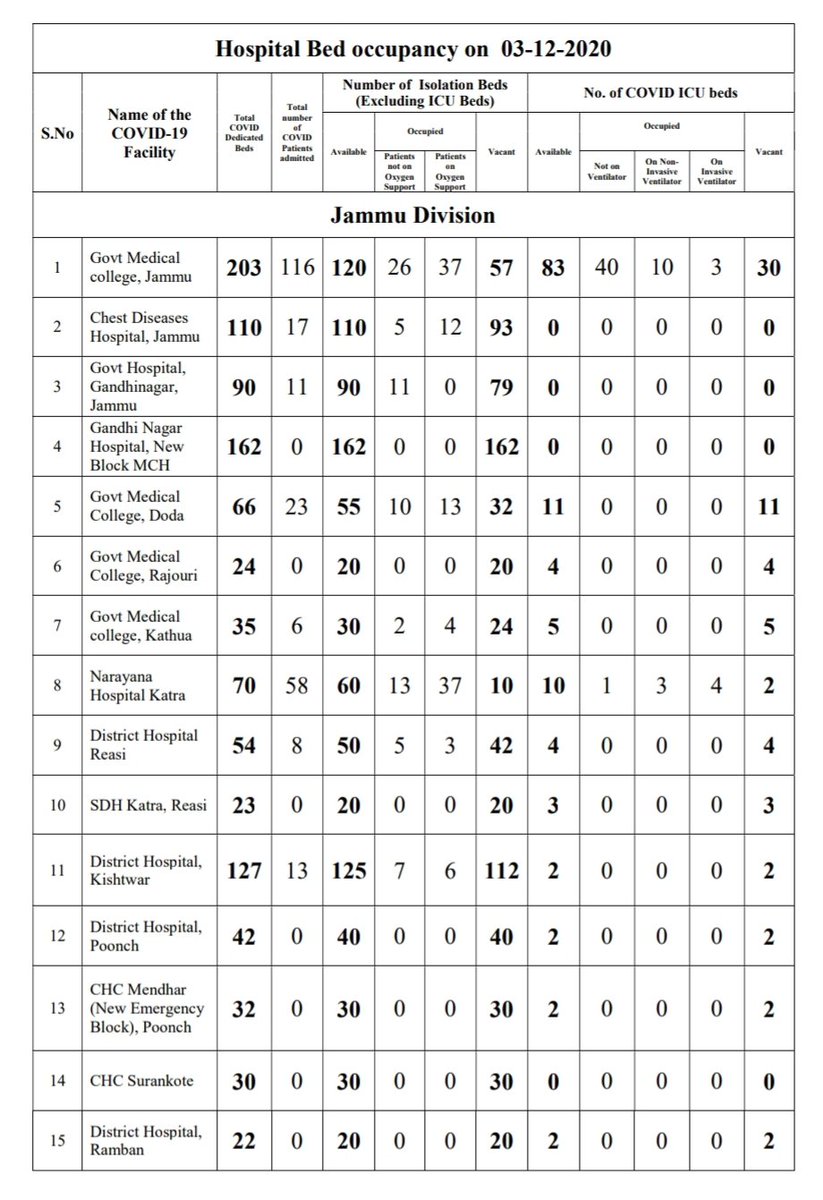 Hospital Bed occupancy on 03-12-2020
S.No
Name of the
COVID-19
Facility
Total
COVID
Dedicated
Beds
Total
number
of
COVID
Patients
admitted
Number of Isolation Beds
(Excluding ICU Beds)
No. of COVID ICU beds
Available
Occupied
Vacant
Available
Occupied
Vacant
Patients
not on
Oxygen
Support
Patients
on
Oxygen
Support
Not on
Ventilator
On Non-
Invasive
Ventilator
On
Invasive
Ventilator
Jammu Division
1 Govt Medical
college, Jammu 203 116 120 26 37 57 83 40 10 3 30
2 Chest Diseases
Hospital, Jammu 110 17 110 5 12 93 0 0 0 0 0
3 Govt Hospital,
Gandhinagar,
Jammu 90 11 90 11 0 79 0 0 0 0 0
4 Gandhi Nagar
Hospital, New
Block MCH 162 0 162 0 0 162 0 0 0 0 0
5 Govt Medical
College, Doda 66 23 55 10 13 32 11 0 0 0 11
6 Govt Medical
College, Rajouri 24 0 20 0 0 20 4 0 0 0 4
7 Govt Medical
college, Kathua 35 6 30 2 4 24 5 0 0 0 5
8 Narayana
Hospital Katra 70 58 60 13 37 10 10 1 3 4 2
9 District Hospital
Reasi 54 8 50 5 3 42 4 0 0 0 4
10 SDH Katra, Reasi 23 0 20 0 0 20 3 0 0 0 3
11 District Hospital,
Kishtwar 127 13 125 7 6 112 2 0 0 0 2
12 District Hospital,
Poonch 42 0 40 0 0 40 2 0 0 0 2
13 CHC Mendhar
(New Emergency
Block), Poonch 32 0 30 0 0 30 2 0 0 0 2
14 CHC Surankote 30 0 30 0 0 30 0 0 0 0 0
15 District Hospital,
Ramban 22 0 20 0 0 20 2 0 0 0 2